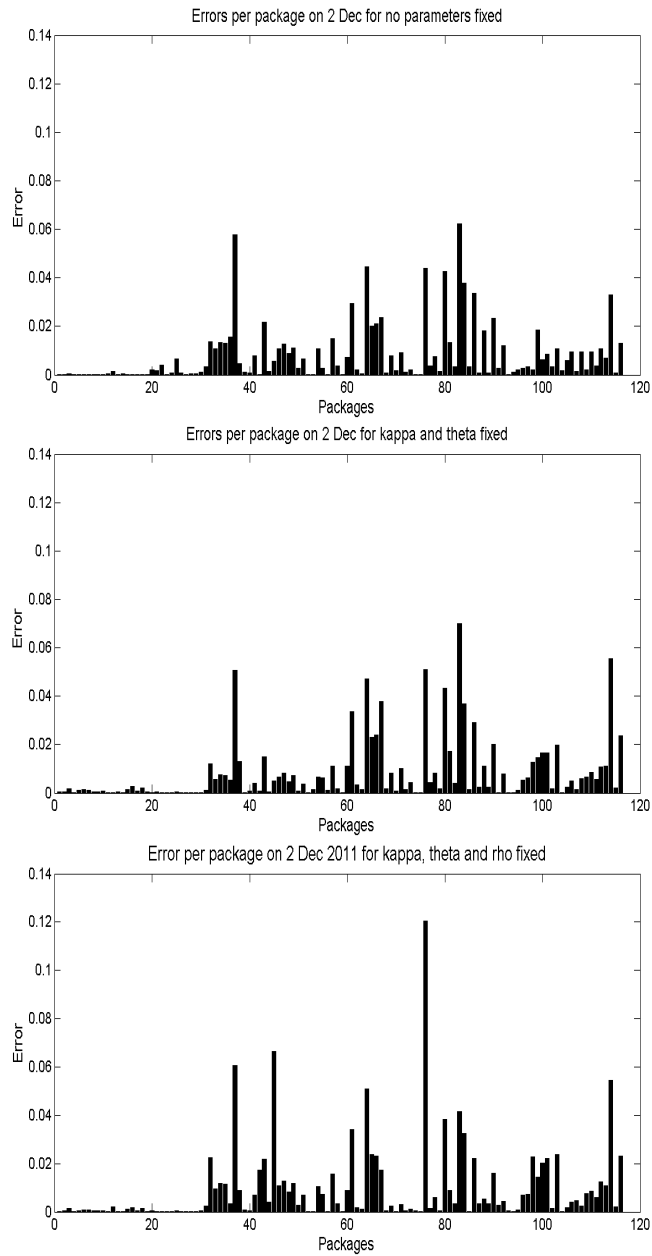 Errors per package on 2 Dec for no parameters fixed
0.14
0.12
0.1
0.08
0.06
0.04
0.02
0
Error
0 20 40 60 80 100 120
Packages
Errors per package on 2 Dec for kappa and theta fixed
0.14
0.12
0.1
0.08
0.06
0.04
0.02
0
Error
0 20 40 60 80 100 120
Packages
Error per package on 2 Dec 2011 for kappa, theta and rho fixed
0.14
0.12
0.1
0.08
0.06
0.04
0.02
0
Error
0 20 40 60 80 100 120
Packages